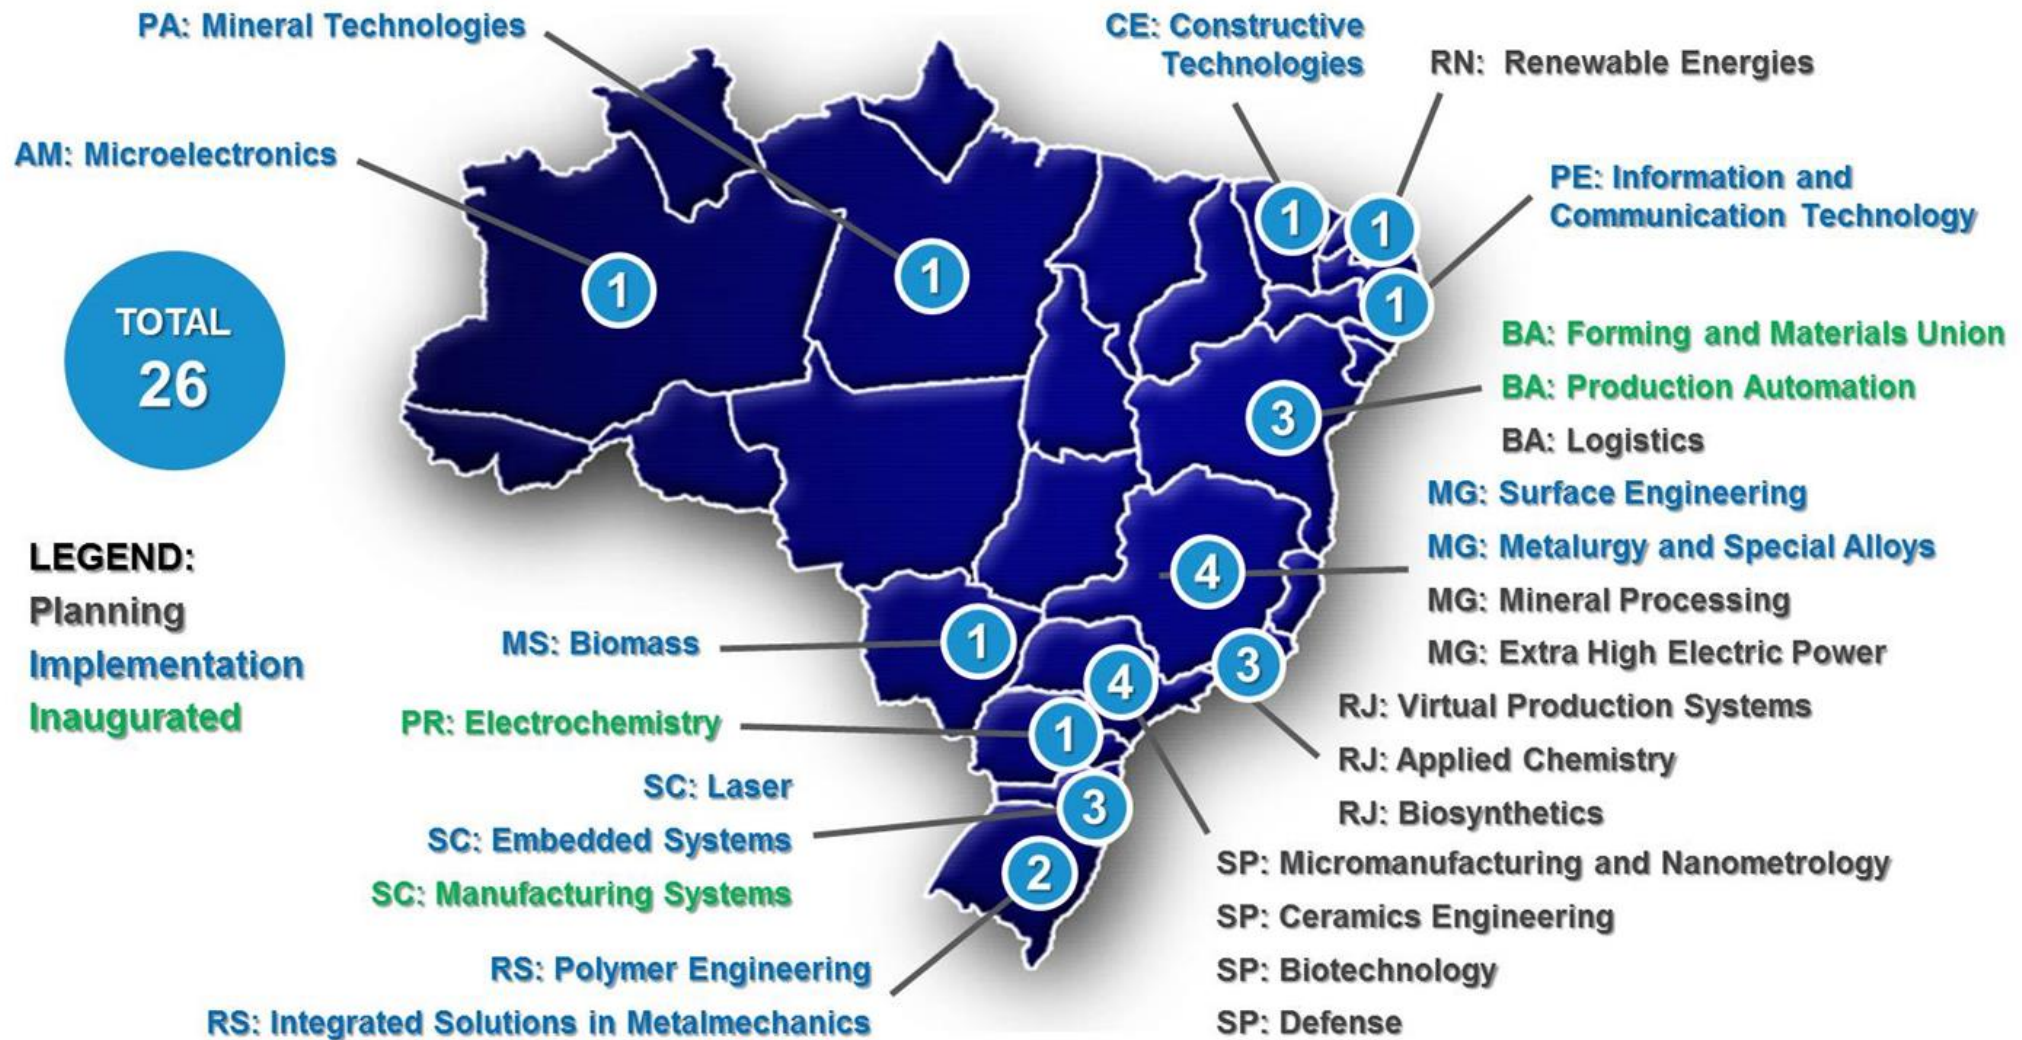 PA: Mineral Technologies
CE: Constructive
Technologies
RN: Renewable Energies
AM: Microelectronics
PE: Information and
Communication Technology
1
1
1
1
1
TOTAL
26
BA: Forming and Materials Union
BA: Production Automation
BA: Logistics
3
MG: Surface Engineering
MG: Metalurgy and Special Alloys
MG: Mineral Processing
MG: Extra High Electric Power
4
LEGEND:
Planning
Implementation
Inaugurated
MS: Biomass
1
4
3
PR: Electrochemistry
1
RJ: Virtual Production Systems
RJ: Applied Chemistry
RJ: Biosynthetics
SC: Laser
SC: Embedded Systems
SC: Manufacturing Systems
3
2
SP: Micromanufacturing and Nanometrology
SP: Ceramics Engineering
SP: Biotechnology
SP: Defense
RS: Polymer Engineering
RS: Integrated Solutions in Metalmechanics